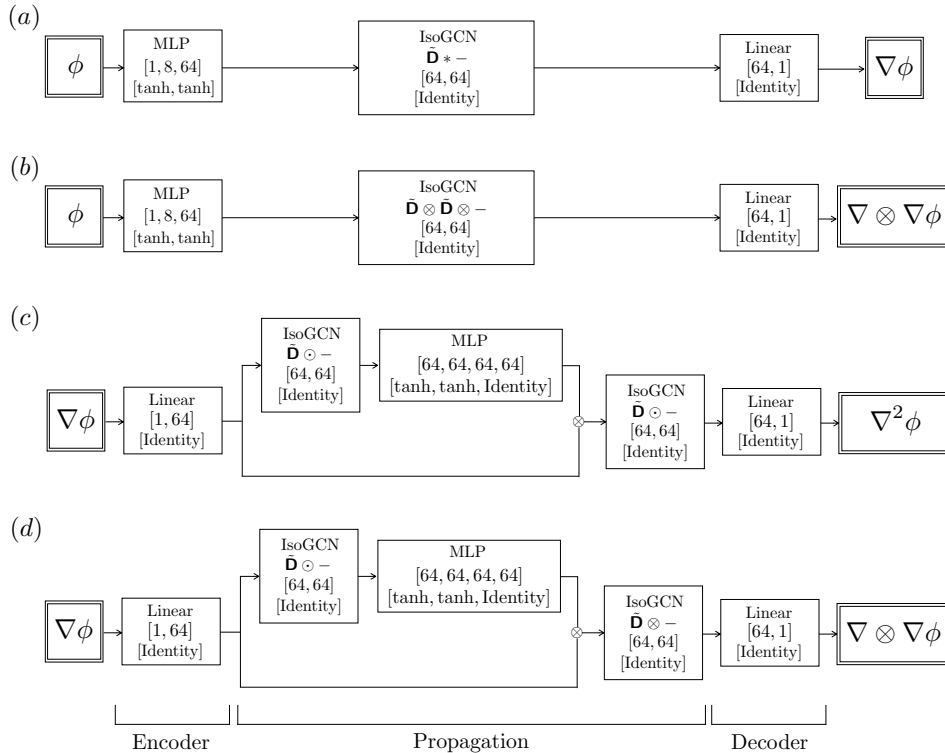 (a)
ϕ
MLP
[1, 8, 64]
[tanh, tanh]
IsoGCN
D̃ ∗ −
[64, 64]
[Identity]
Linear
[64, 1]
[Identity]
∇ϕ
(b)
ϕ
MLP
[1, 8, 64]
[tanh, tanh]
IsoGCN
D̃ ⊗ D̃ ⊗ −
[64, 64]
[Identity]
Linear
[64, 1]
[Identity]
∇ ⊗ ∇ϕ
(c)
∇ϕ
Linear
[1, 64]
[Identity]
IsoGCN
D̃ ⊙ −
[64, 64]
[Identity]
MLP
[64, 64, 64, 64]
[tanh, tanh, Identity]
⊗
IsoGCN
D̃ ⊙ −
[64, 64]
[Identity]
Linear
[64, 1]
[Identity]
∇²ϕ
(d)
∇ϕ
Linear
[1, 64]
[Identity]
IsoGCN
D̃ ⊙ −
[64, 64]
[Identity]
MLP
[64, 64, 64, 64]
[tanh, tanh, Identity]
⊗
IsoGCN
D̃ ⊗ −
[64, 64]
[Identity]
Linear
[64, 1]
[Identity]
∇ ⊗ ∇ϕ
Encoder
Propagation
Decoder